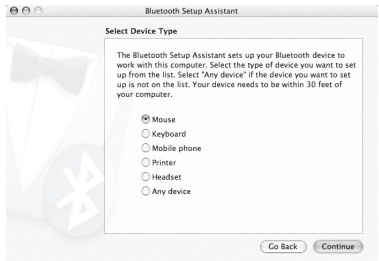 Bluetooth Setup Assistant
Select Device Type
The Bluetooth Setup Assistant sets up your Bluetooth device to
work with this computer. Select the type of device you want to set
up from the list. Select "Any device" if the device you want to set
up is not on the list. Your device needs to be within 30 feet of
your computer.
Mouse
Keyboard
Mobile phone
Printer
Headset
Any device
Go Back
Continue